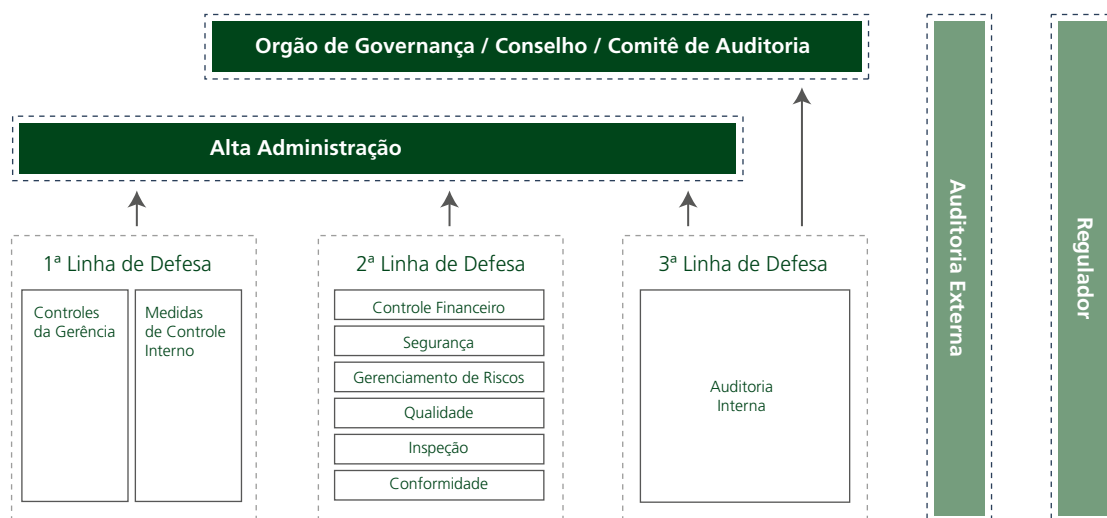 Orgão de Governança / Conselho / Comitê de Auditoria
Alta Administração
1ª Linha de Defesa
Controles
da Gerência
Medidas
de Controle
Interno
2ª Linha de Defesa
Controle Financeiro
Segurança
Gerenciamento de Riscos
Qualidade
Inspeção
Conformidade
3ª Linha de Defesa
Auditoria
Interna
Auditoria Externa
Regulador